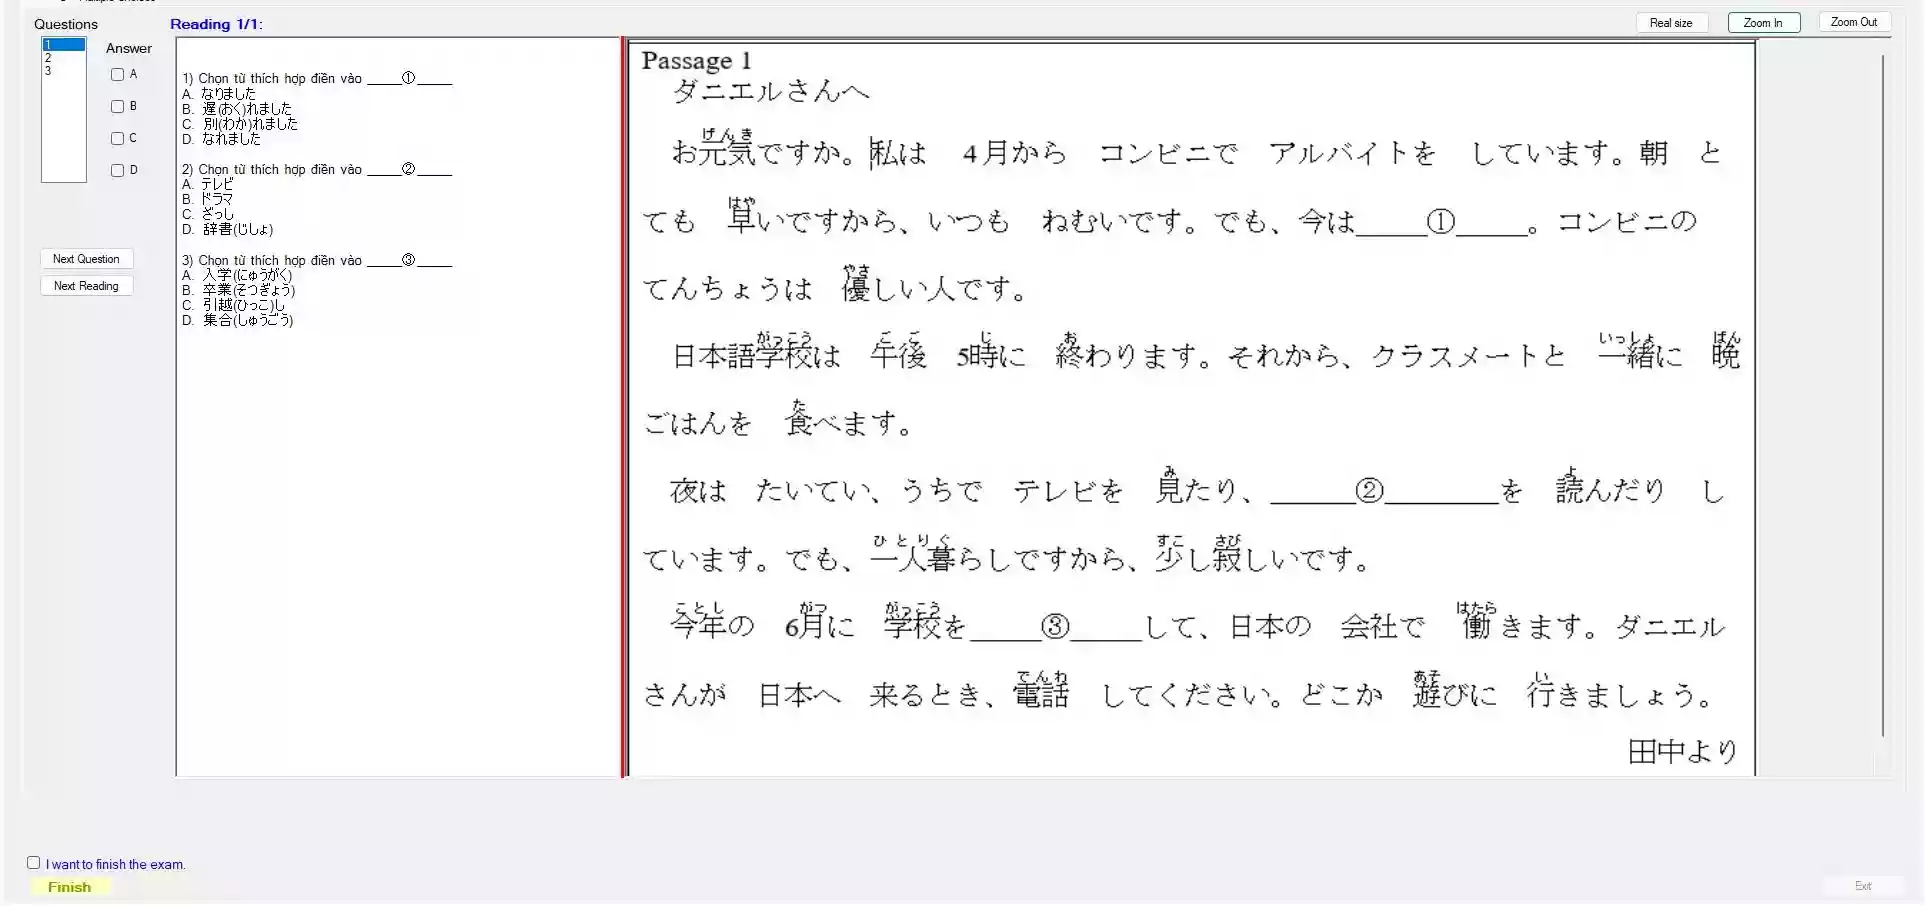 Questions
Reading 1/1:
Real size
Zoom In
Zoom Out
1
2
3
Answer
A
B
C
D
Next Question
Next Reading
1) Chọn từ thích hợp điền vào _____①_____
A. なりました
B. 遅(おく)れました
C. 別(わか)れました
D. なれました
2) Chọn từ thích hợp điền vào _____②_____
A. テレビ
B. ドラマ
C. ざっし
D. 辞書(じしょ)
3) Chọn từ thích hợp điền vào _____③_____
A. 入学(にゅうがく)
B. 卒業(そつぎょう)
C. 引越(ひっこ)し
D. 集合(しゅうごう)
Passage 1
ダニエルさんへ
げんき
お元気ですか。私は 4月から コンビニで アルバイトを しています。朝 と
はや
ても 早いですから、いつも ねむいです。でも、今は_____①_____。コンビニの
やさ
てんちょうは 優しい人です。
がっこう ごご じ お いっしょ ばん
日本語学校は 午後 5時に 終わります。それから、クラスメートと 一緒に 晩
た
ごはんを 食べます。
み よ
夜は たいてい、うちで テレビを 見たり、______②________を 読んだり し
ひとりぐ すこ さび
ています。でも、一人暮らしですから、少し寂しいです。
ことし がつ がっこう はたら
今年の 6月に 学校を_____③_____して、日本の 会社で 働きます。ダニエル
でんわ あそ い
さんが 日本へ 来るとき、電話 してください。どこか 遊びに 行きましょう。
田中より
I want to finish the exam.
Finish
Exit